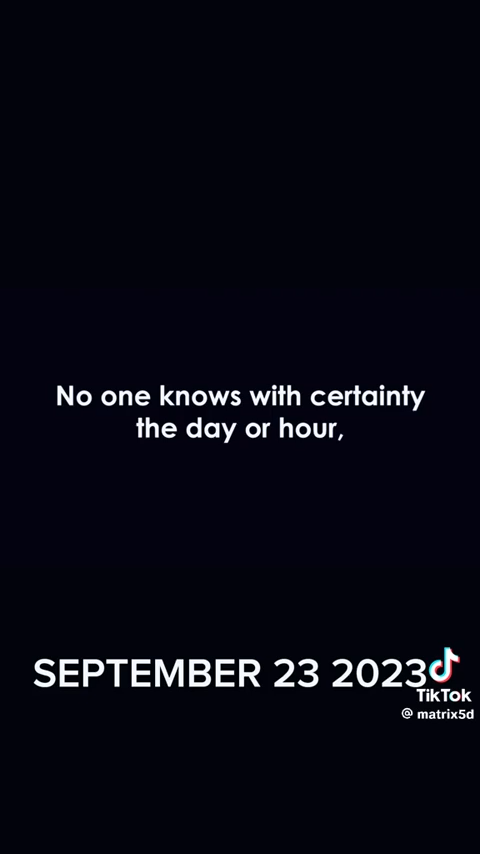 No one knows with certainty
the day or hour,
SEPTEMBER 23 2023
TikTok
@ matrix5d